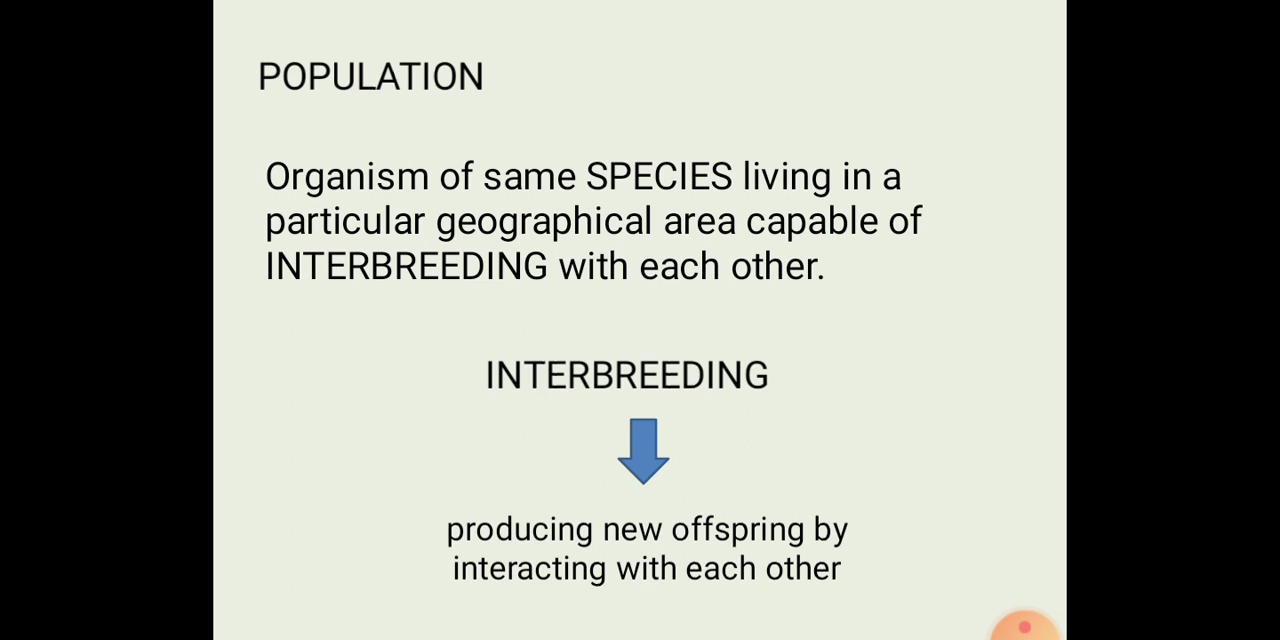 POPULATION
Organism of same SPECIES living in a
particular geographical area capable of
INTERBREEDING with each other.
INTERBREEDING
producing new offspring by
interacting with each other